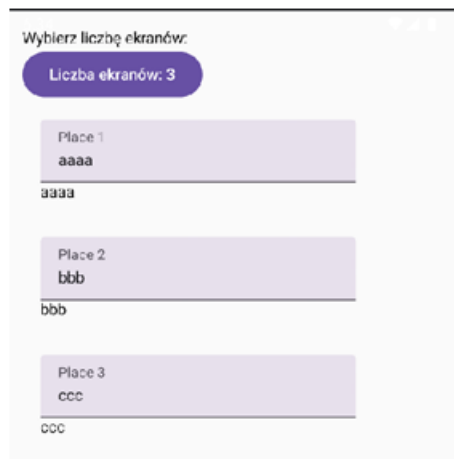 Wybierz liczbę ekranów:
Liczba ekranów: 3
Place 1
aaaa
aaaa
Place 2
bbb
bbb
Place 3
ccc
ccc